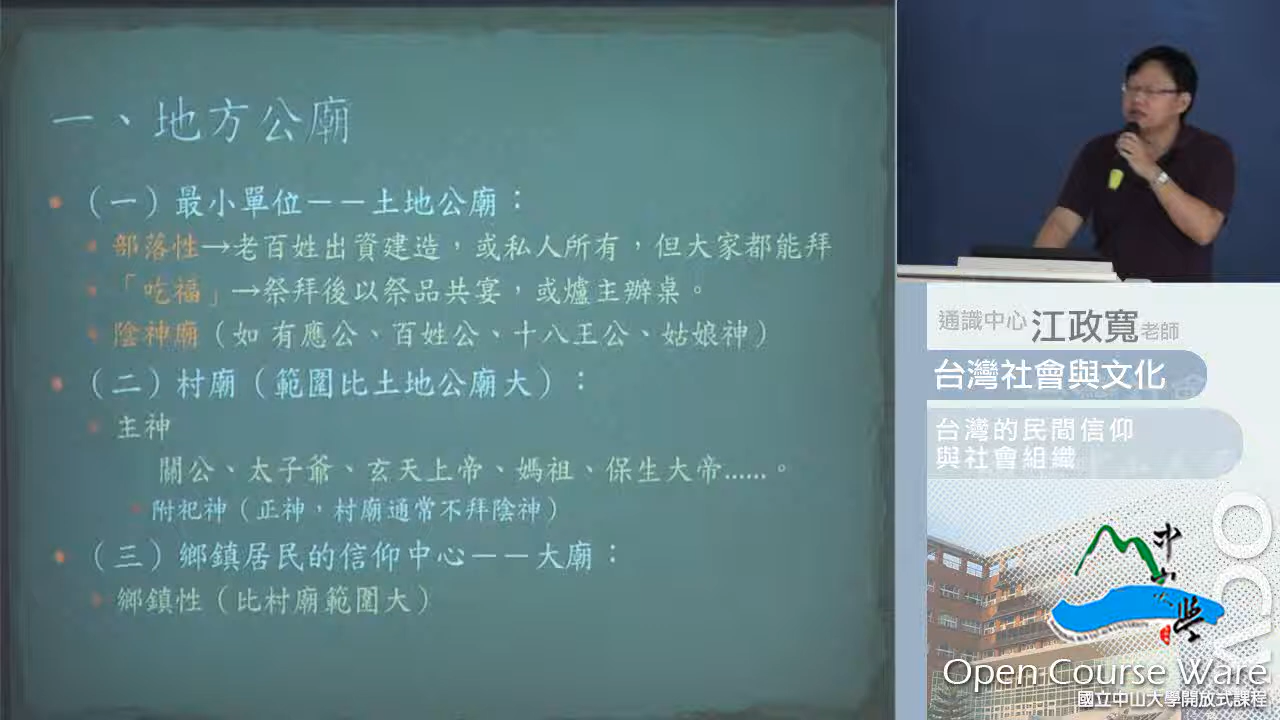 一、地方公廟
（一）最小單位－－土地公廟：
部落性→老百姓出資建造，或私人所有，但大家都能拜
「吃福」→祭拜後以祭品共宴，或爐主辦桌。
陰神廟（如 有應公、百姓公、十八王公、姑娘神）
（二）村廟（範圍比土地公廟大）：
主神
關公、太子爺、玄天上帝、媽祖、保生大帝……。
附祀神（正神，村廟通常不拜陰神）
（三）鄉鎮居民的信仰中心－－大廟：
鄉鎮性（比村廟範圍大）
通識中心 江政寬 老師
台灣社會與文化
台灣的民間信仰
與社會組織
中山大學
Open Course Ware
國立中山大學開放式課程